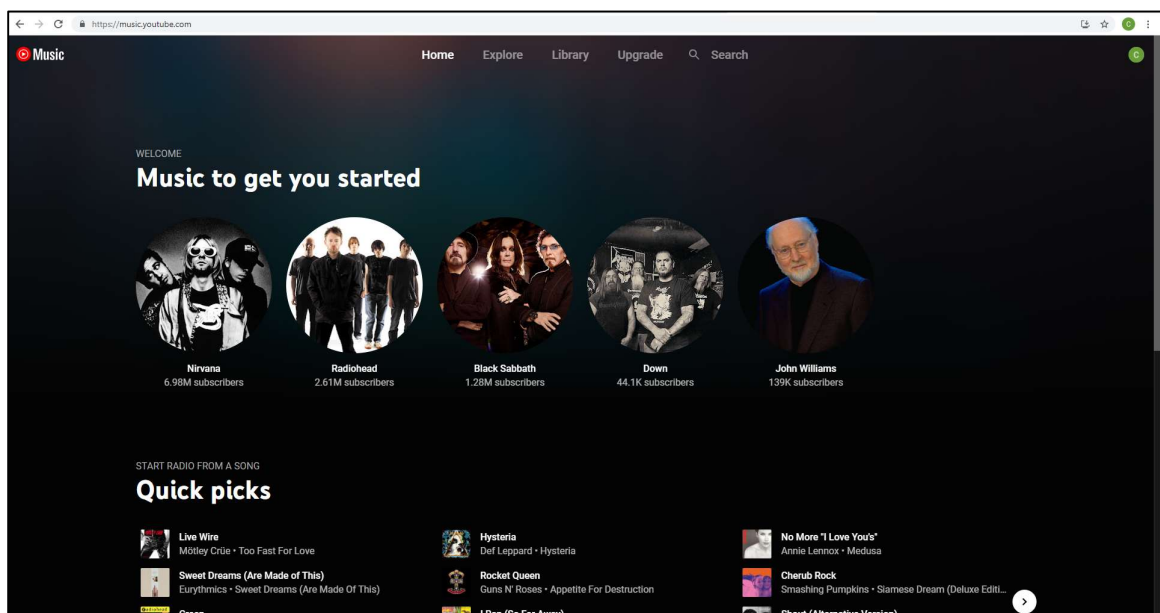 https://music.youtube.com
C
Music
Home Explore Library Upgrade Search
C
WELCOME
Music to get you started
Nirvana
6.98M subscribers
Radiohead
2.61M subscribers
Black Sabbath
1.28M subscribers
Down
44.1K subscribers
John Williams
139K subscribers
START RADIO FROM A SONG
Quick picks
Live Wire
Mötley Crüe • Too Fast For Love
Hysteria
Def Leppard • Hysteria
No More "I Love You's"
Annie Lennox • Medusa
Sweet Dreams (Are Made of This)
Eurythmics • Sweet Dreams (Are Made Of This)
Rocket Queen
Guns N' Roses • Appetite For Destruction
Cherub Rock
Smashing Pumpkins • Siamese Dream (Deluxe Editi...